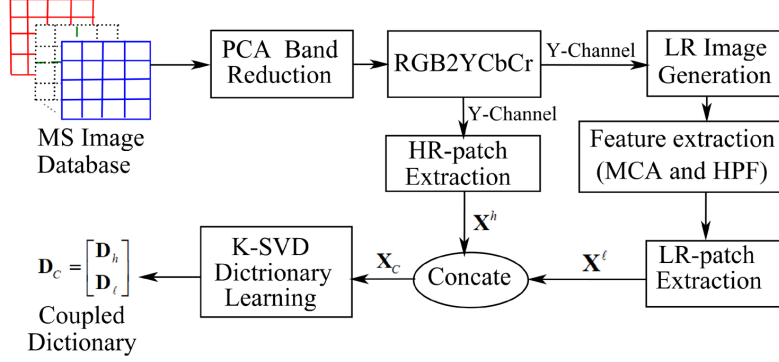 MS Image
Database
PCA Band
Reduction
RGB2YCbCr
Y-Channel
LR Image
Generation
Y-Channel
HR-patch
Extraction
Feature extraction
(MCA and HPF)
X^h
LR-patch
Extraction
X^ℓ
Concate
X_C
K-SVD
Dictrionary
Learning
D_C = [D_h
D_ℓ]
Coupled
Dictionary